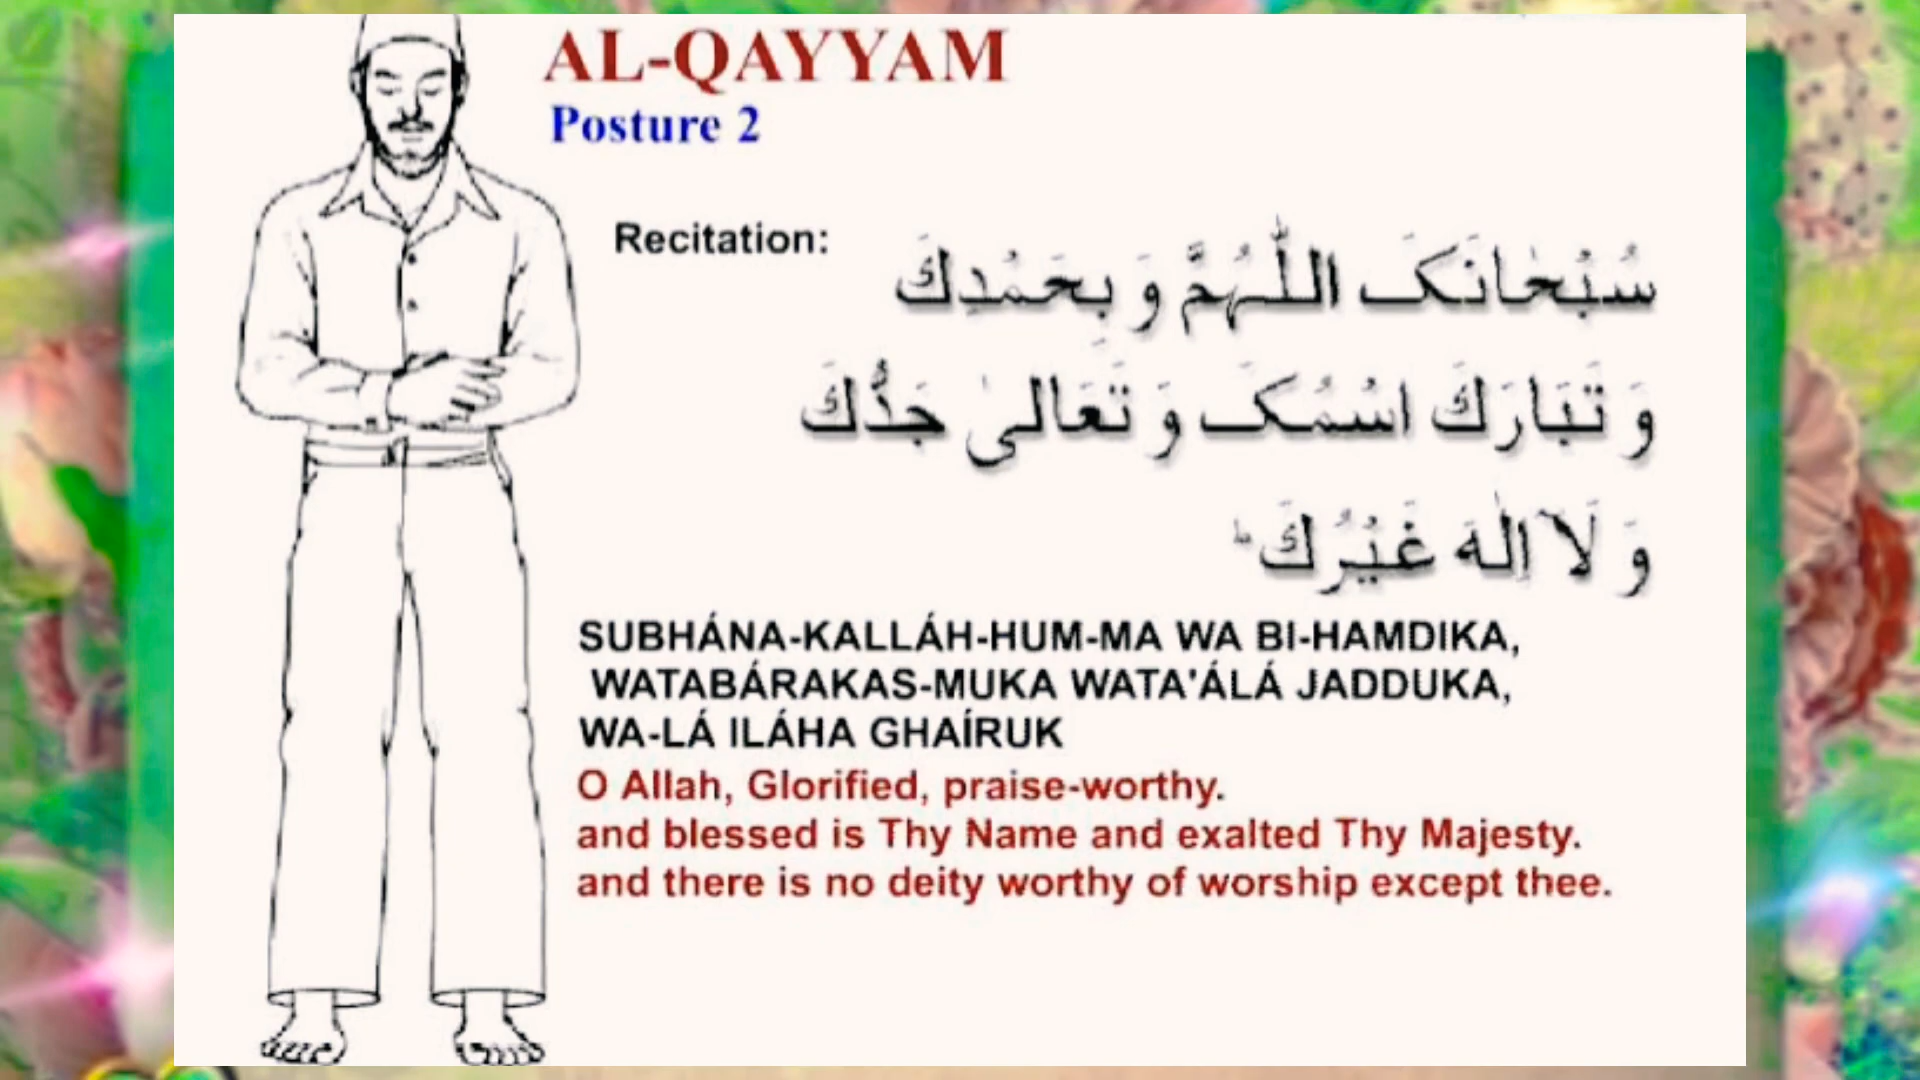 AL-QAYYAM
Posture 2
Recitation:
سُبْحَانَکَ اللّٰہُمَّ وَ بِحَمْدِكَ
وَ تَبَارَكَ اسْمُکَ وَ تَعَالیٰ جَدُّكَ
وَ لَآ اِلٰهَ غَيْرُكَ ؕ
SUBHÁNA-KALLÁH-HUM-MA WA BI-HAMDIKA,
WATABÁRAKAS-MUKA WATA'ÁLÁ JADDUKA,
WA-LÁ ILÁHA GHAÍRUK
O Allah, Glorified, praise-worthy.
and blessed is Thy Name and exalted Thy Majesty.
and there is no deity worthy of worship except thee.